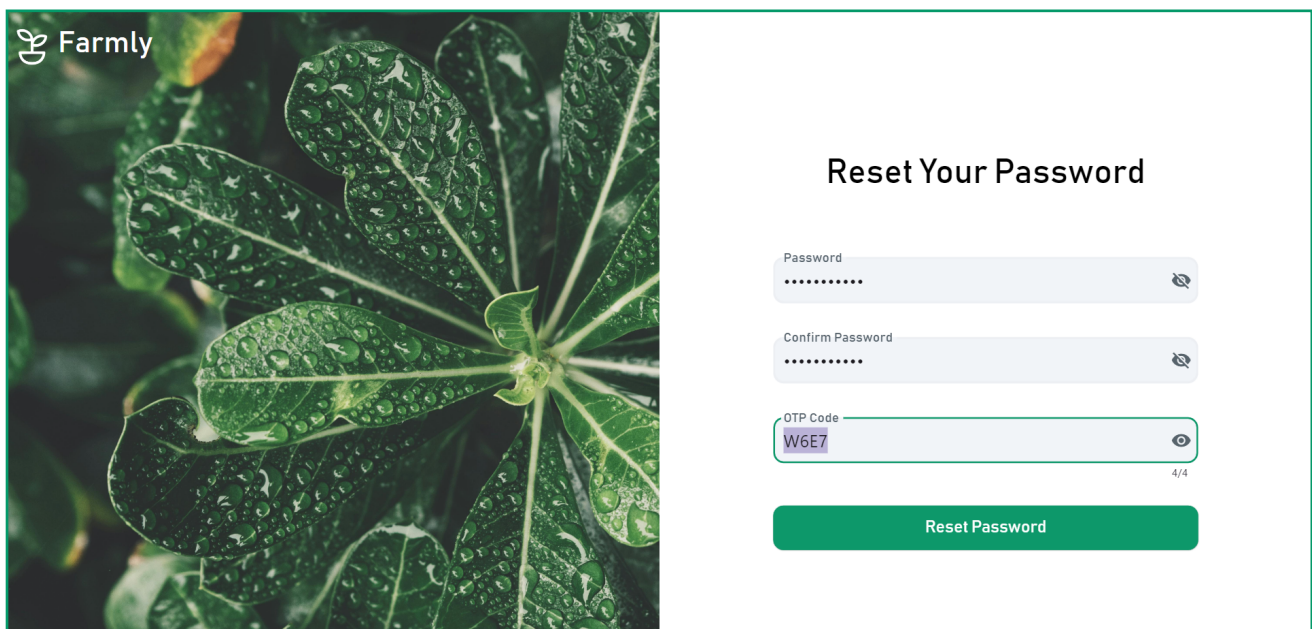 Farmly
Reset Your Password
Password
•••••••••••
Confirm Password
•••••••••••
OTP Code
W6E7
4/4
Reset Password